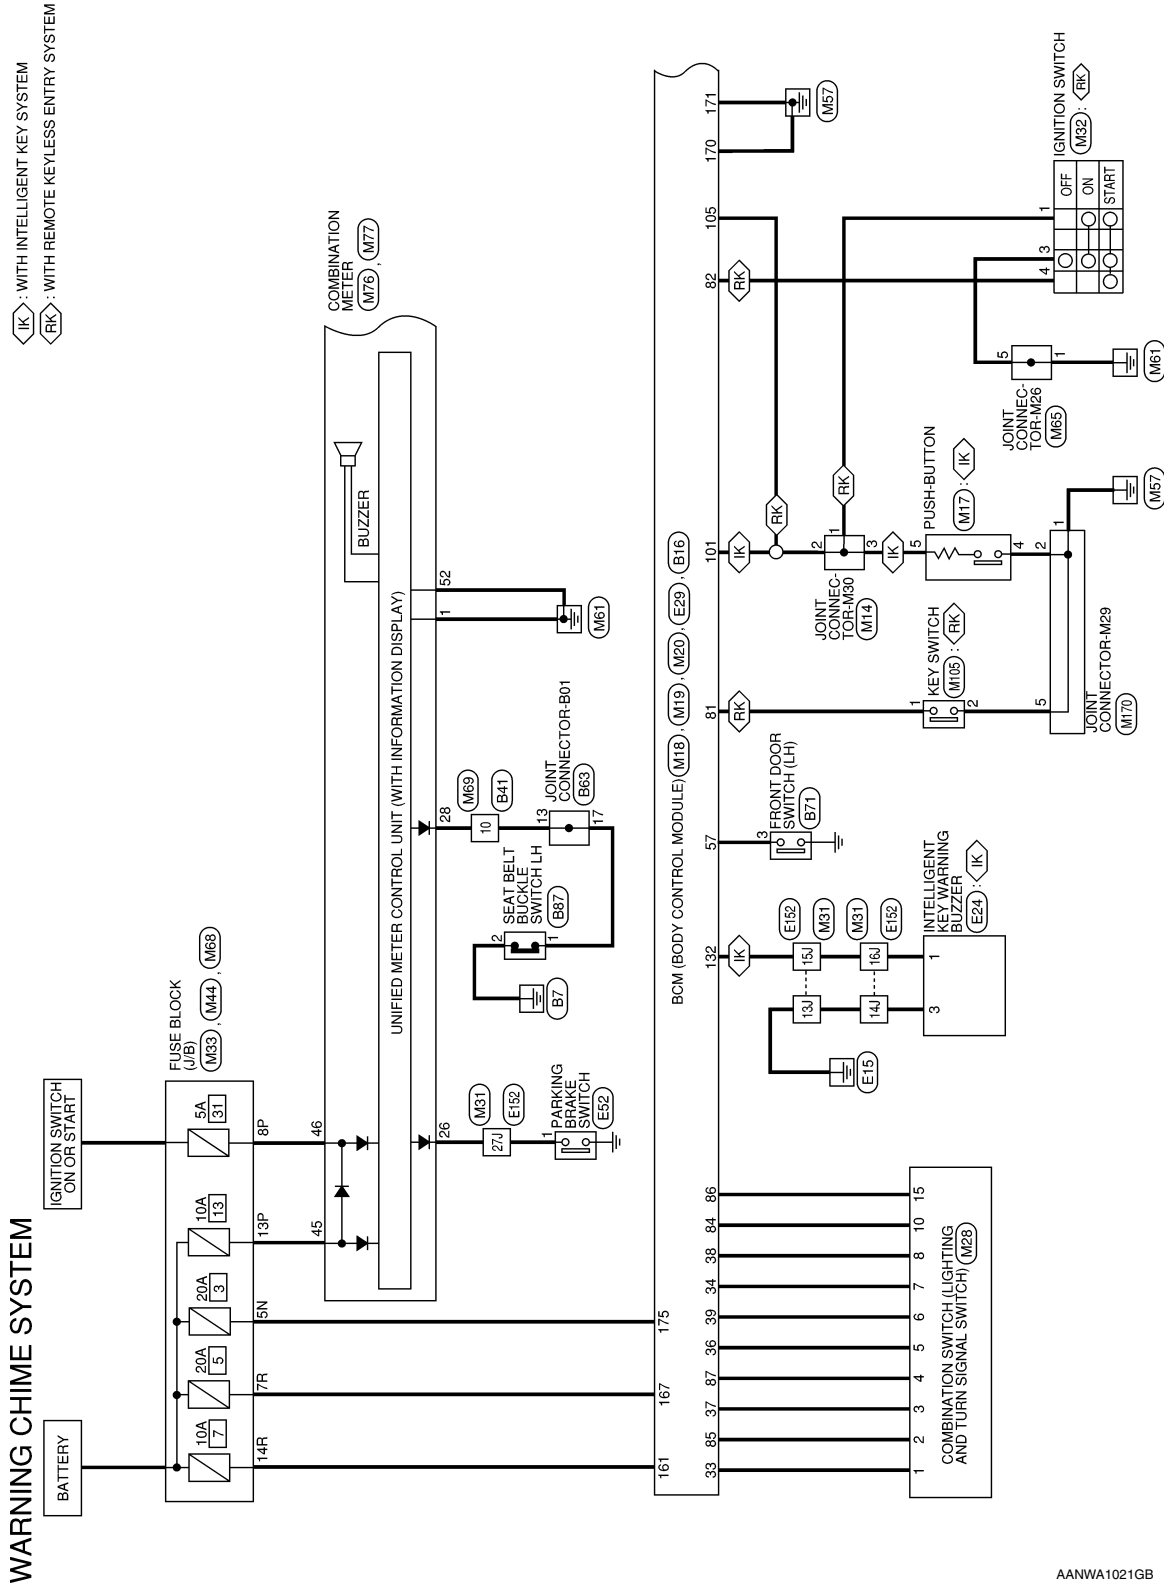 WARNING CHIME SYSTEM
IK : WITH INTELLIGENT KEY SYSTEM
RK : WITH REMOTE KEYLESS ENTRY SYSTEM
BATTERY
IGNITION SWITCH
ON OR START
FUSE BLOCK
(J/B)
M33 , M44 , M68
10A
7
20A
5
20A
3
10A
13
5A
31
14R
7R
5N
13P
8P
45
46
COMBINATION
METER
M76 , M77
BUZZER
UNIFIED METER CONTROL UNIT (WITH INFORMATION DISPLAY)
26
28
1
52
M31
E152
27J
1
PARKING
BRAKE
SWITCH
E52
M69
B41
10
13
JOINT
CONNECTOR-B01
B63
17
SEAT BELT
BUCKLE
SWITCH LH
B87
2
1
B7
M61
161
167
175
BCM (BODY CONTROL MODULE) M18 , M19 , M20 , E29 , B16
33
85
37
87
36
39
34
38
84
86
132
57
81
101
82
105
170
171
1
2
3
4
5
6
7
8
10
15
COMBINATION SWITCH (LIGHTING
AND TURN SIGNAL SWITCH) M28
IK
E152
M31
M31
E152
15J
16J
13J
14J
E15
1
3
INTELLIGENT
KEY WARNING
BUZZER
E24 : IK
3
FRONT DOOR
SWITCH (LH)
B71
RK
1
KEY SWITCH
M105 : RK
2
5
JOINT
CONNECTOR-M29
M170
IK
RK
2
1
3
JOINT
CONNEC-
TOR-M30
M14
RK
IK
5
PUSH-BUTTON
M17 : IK
4
2
1
M57
RK
JOINT
CONNEC-
TOR-M26
M65
5
1
M61
M57
4
3
1
OFF
ON
START
IGNITION SWITCH
M32 : RK
AANWA1021GB